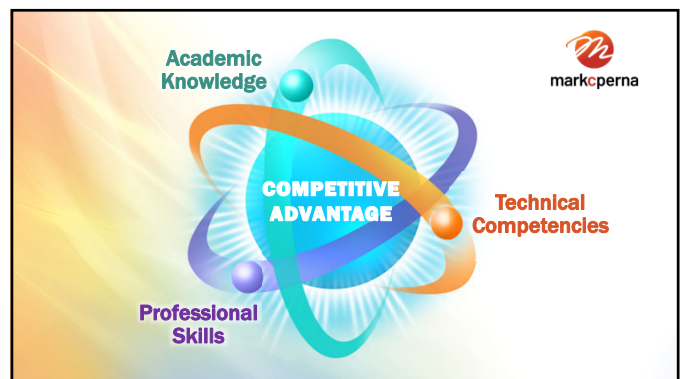 Academic
Knowledge
markcperna
COMPETITIVE
ADVANTAGE
Technical
Competencies
Professional
Skills